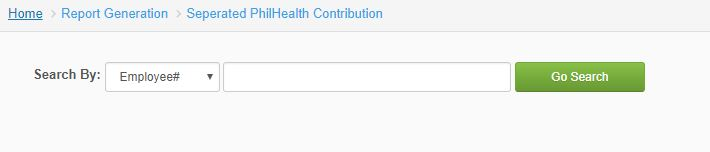 Home > Report Generation > Seperated PhilHealth Contribution
Search By: Employee# Go Search